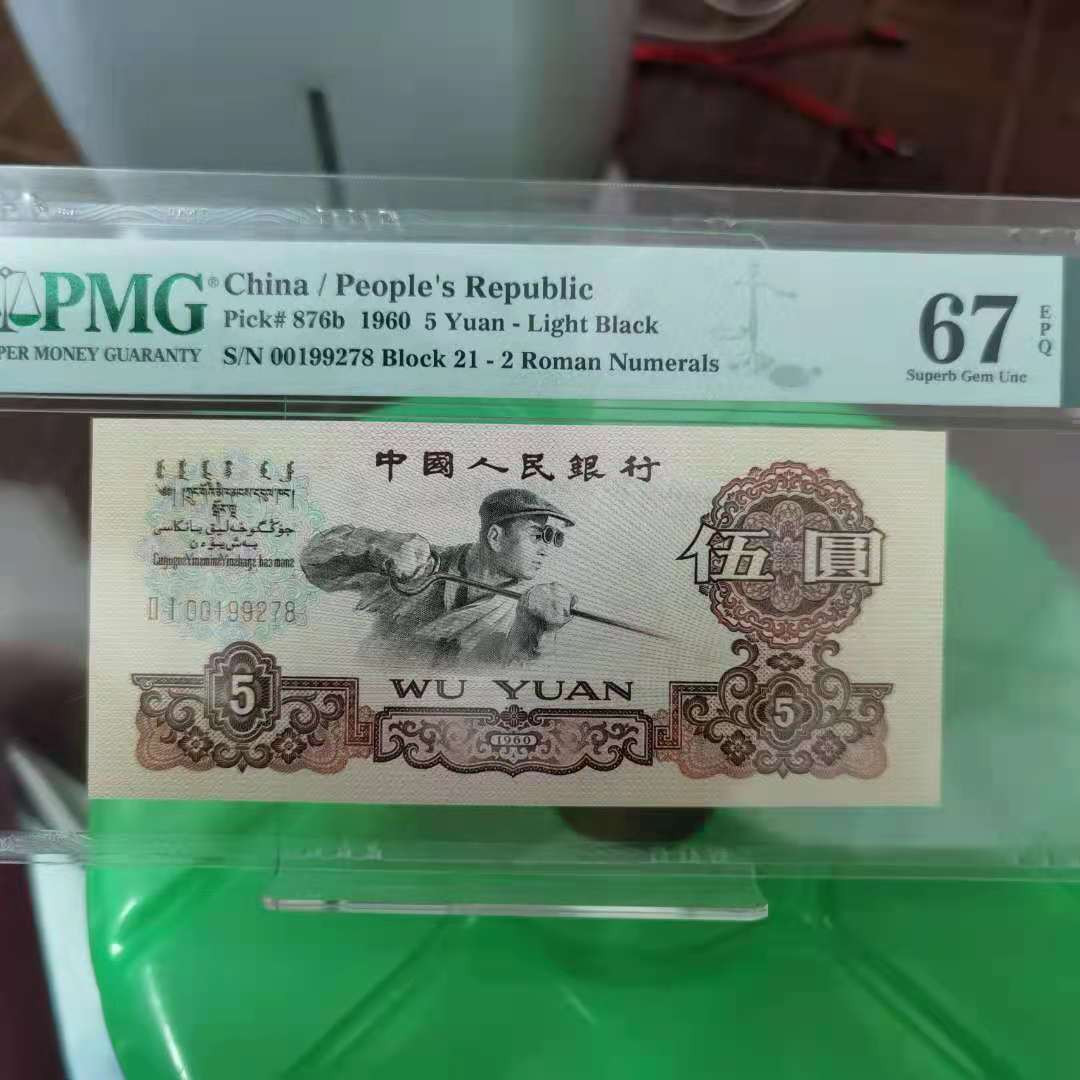 PMG®
PER MONEY GUARANTY
China / People's Republic
Pick# 876b 1960 5 Yuan - Light Black
S/N 00199278 Block 21 - 2 Roman Numerals
67
EPQ
Superb Gem Unc
中國人民銀行
伍圓
II I 00199278
5
WU YUAN
1960
5